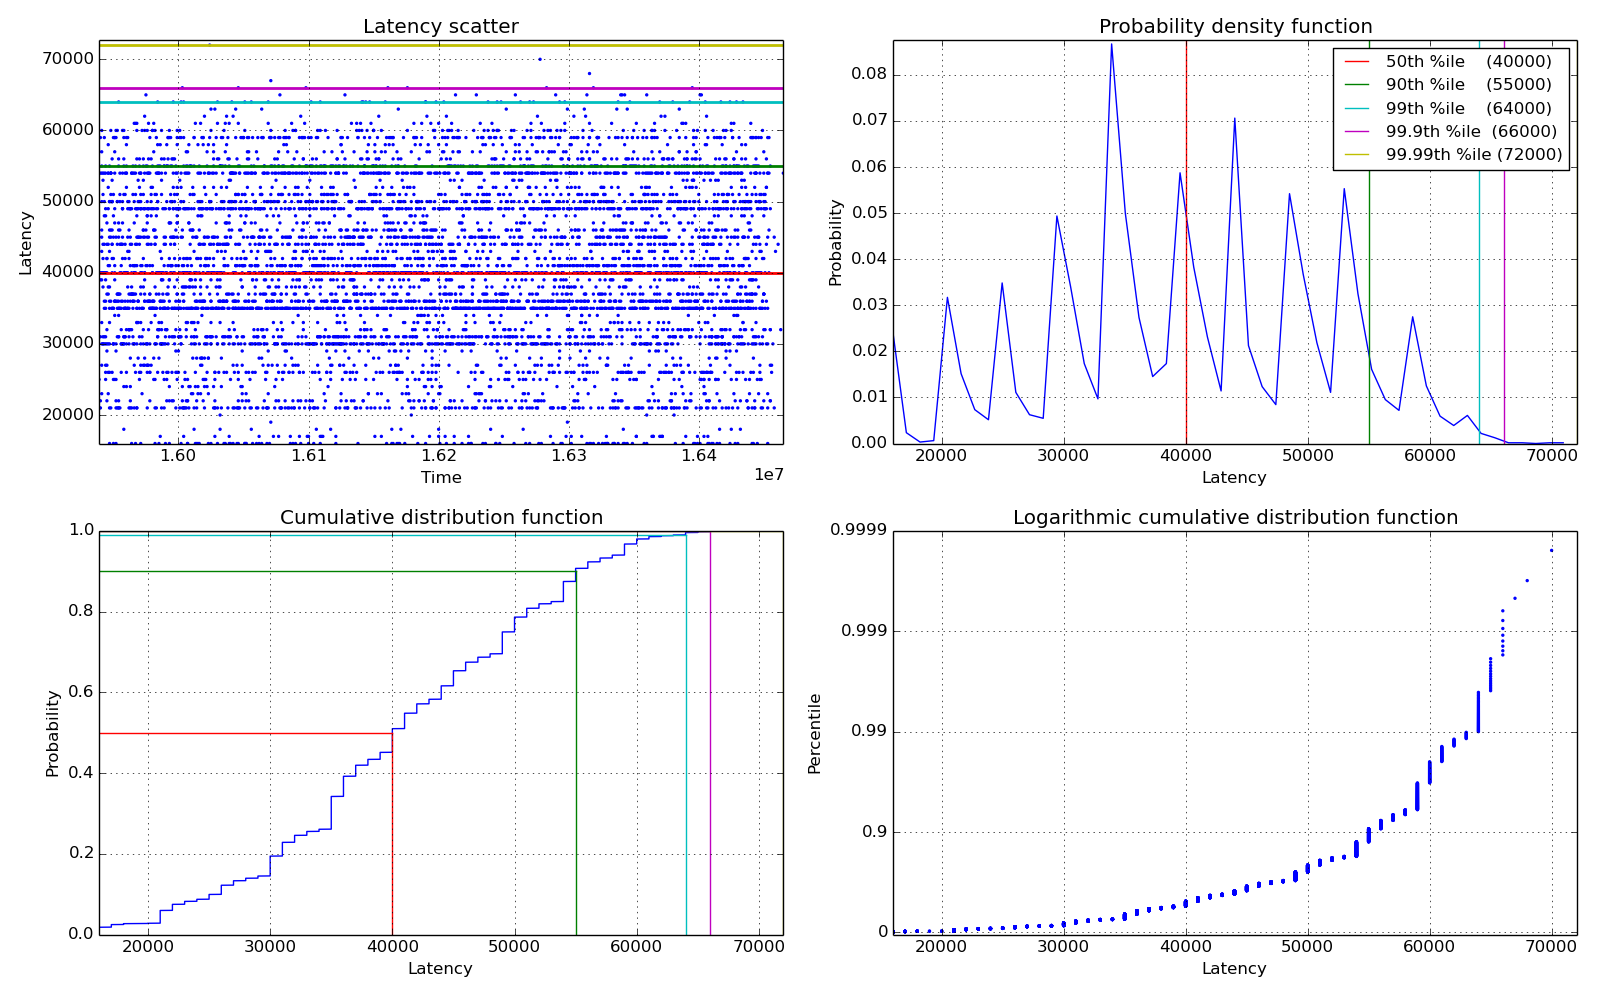 Latency scatter
70000
60000
50000
40000
30000
20000
Latency
1.60
1.61
1.62
1.63
1.64
Time
1e7
Probability density function
0.08
0.07
0.06
0.05
0.04
0.03
0.02
0.01
0.00
Probability
50th %ile (40000)
90th %ile (55000)
99th %ile (64000)
99.9th %ile (66000)
99.99th %ile (72000)
20000
30000
40000
50000
60000
70000
Latency
Cumulative distribution function
1.0
0.8
0.6
0.4
0.2
0.0
Probability
20000
30000
40000
50000
60000
70000
Latency
Logarithmic cumulative distribution function
0.9999
0.999
0.99
0.9
0
Percentile
20000
30000
40000
50000
60000
70000
Latency